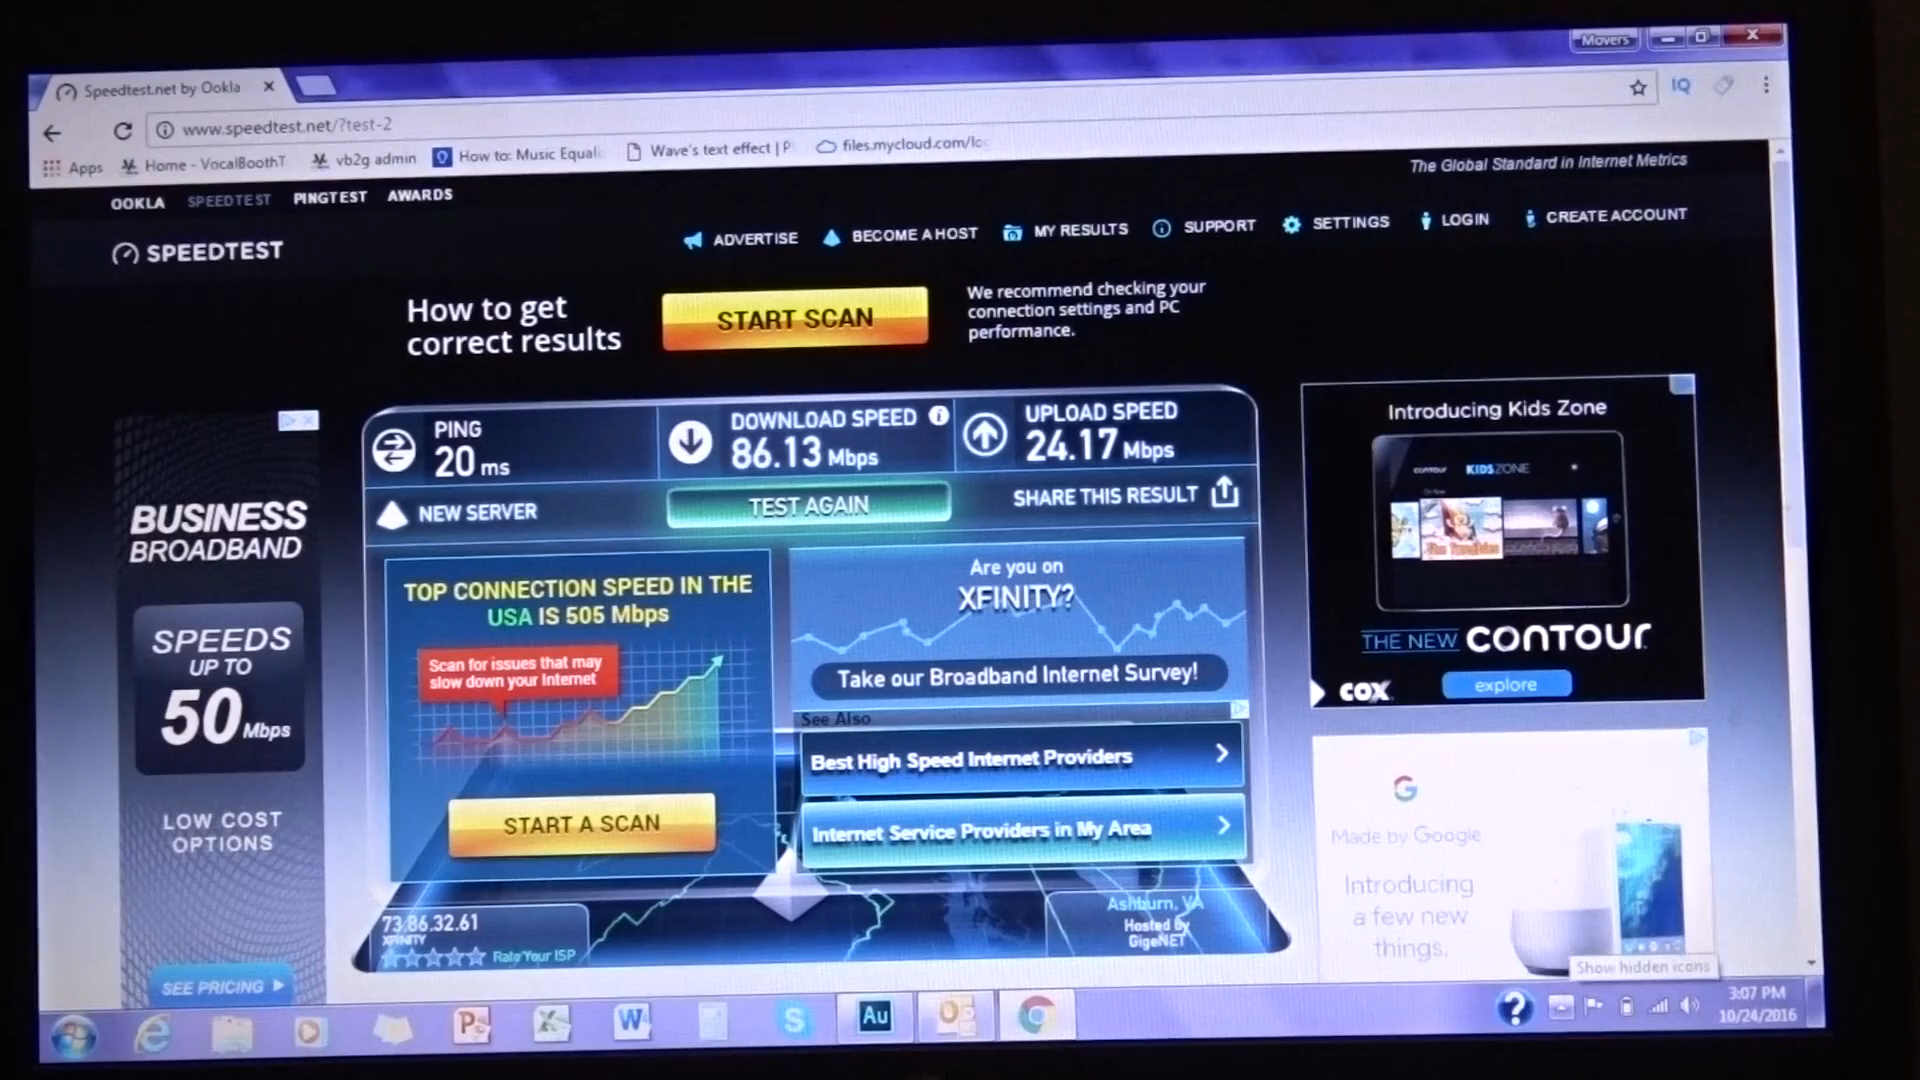 Movers
Speedtest.net by Ookla
www.speedtest.net/?test-2
IQ
Apps
Home - VocalBoothT
vb2g admin
How to: Music Equali
Wave's text effect | P
files.mycloud.com/lo
OOKLA
SPEEDTEST
PINGTEST
AWARDS
The Global Standard in Internet Metrics
SPEEDTEST
ADVERTISE
BECOME A HOST
MY RESULTS
SUPPORT
SETTINGS
LOGIN
CREATE ACCOUNT
How to get
correct results
START SCAN
We recommend checking your
connection settings and PC
performance.
PING
20 ms
DOWNLOAD SPEED
86.13 Mbps
UPLOAD SPEED
24.17 Mbps
NEW SERVER
TEST AGAIN
SHARE THIS RESULT
BUSINESS
BROADBAND
SPEEDS
UP TO
50 Mbps
LOW COST
OPTIONS
SEE PRICING
TOP CONNECTION SPEED IN THE
USA IS 505 Mbps
Scan for issues that may
slow down your Internet
START A SCAN
Are you on
XFINITY?
Take our Broadband Internet Survey!
See Also
Best High Speed Internet Providers
Internet Service Providers in My Area
73.86.32.61
XFINITY
Rate Your ISP
Ashburn, VA
Hosted by
GigeNET
Introducing Kids Zone
contour
KIDSZONE
THE NEW CONTOUR
COX
explore
Made by Google
Introducing
a few new
things.
Show hidden icons
Au
3:07 PM
10/24/2016